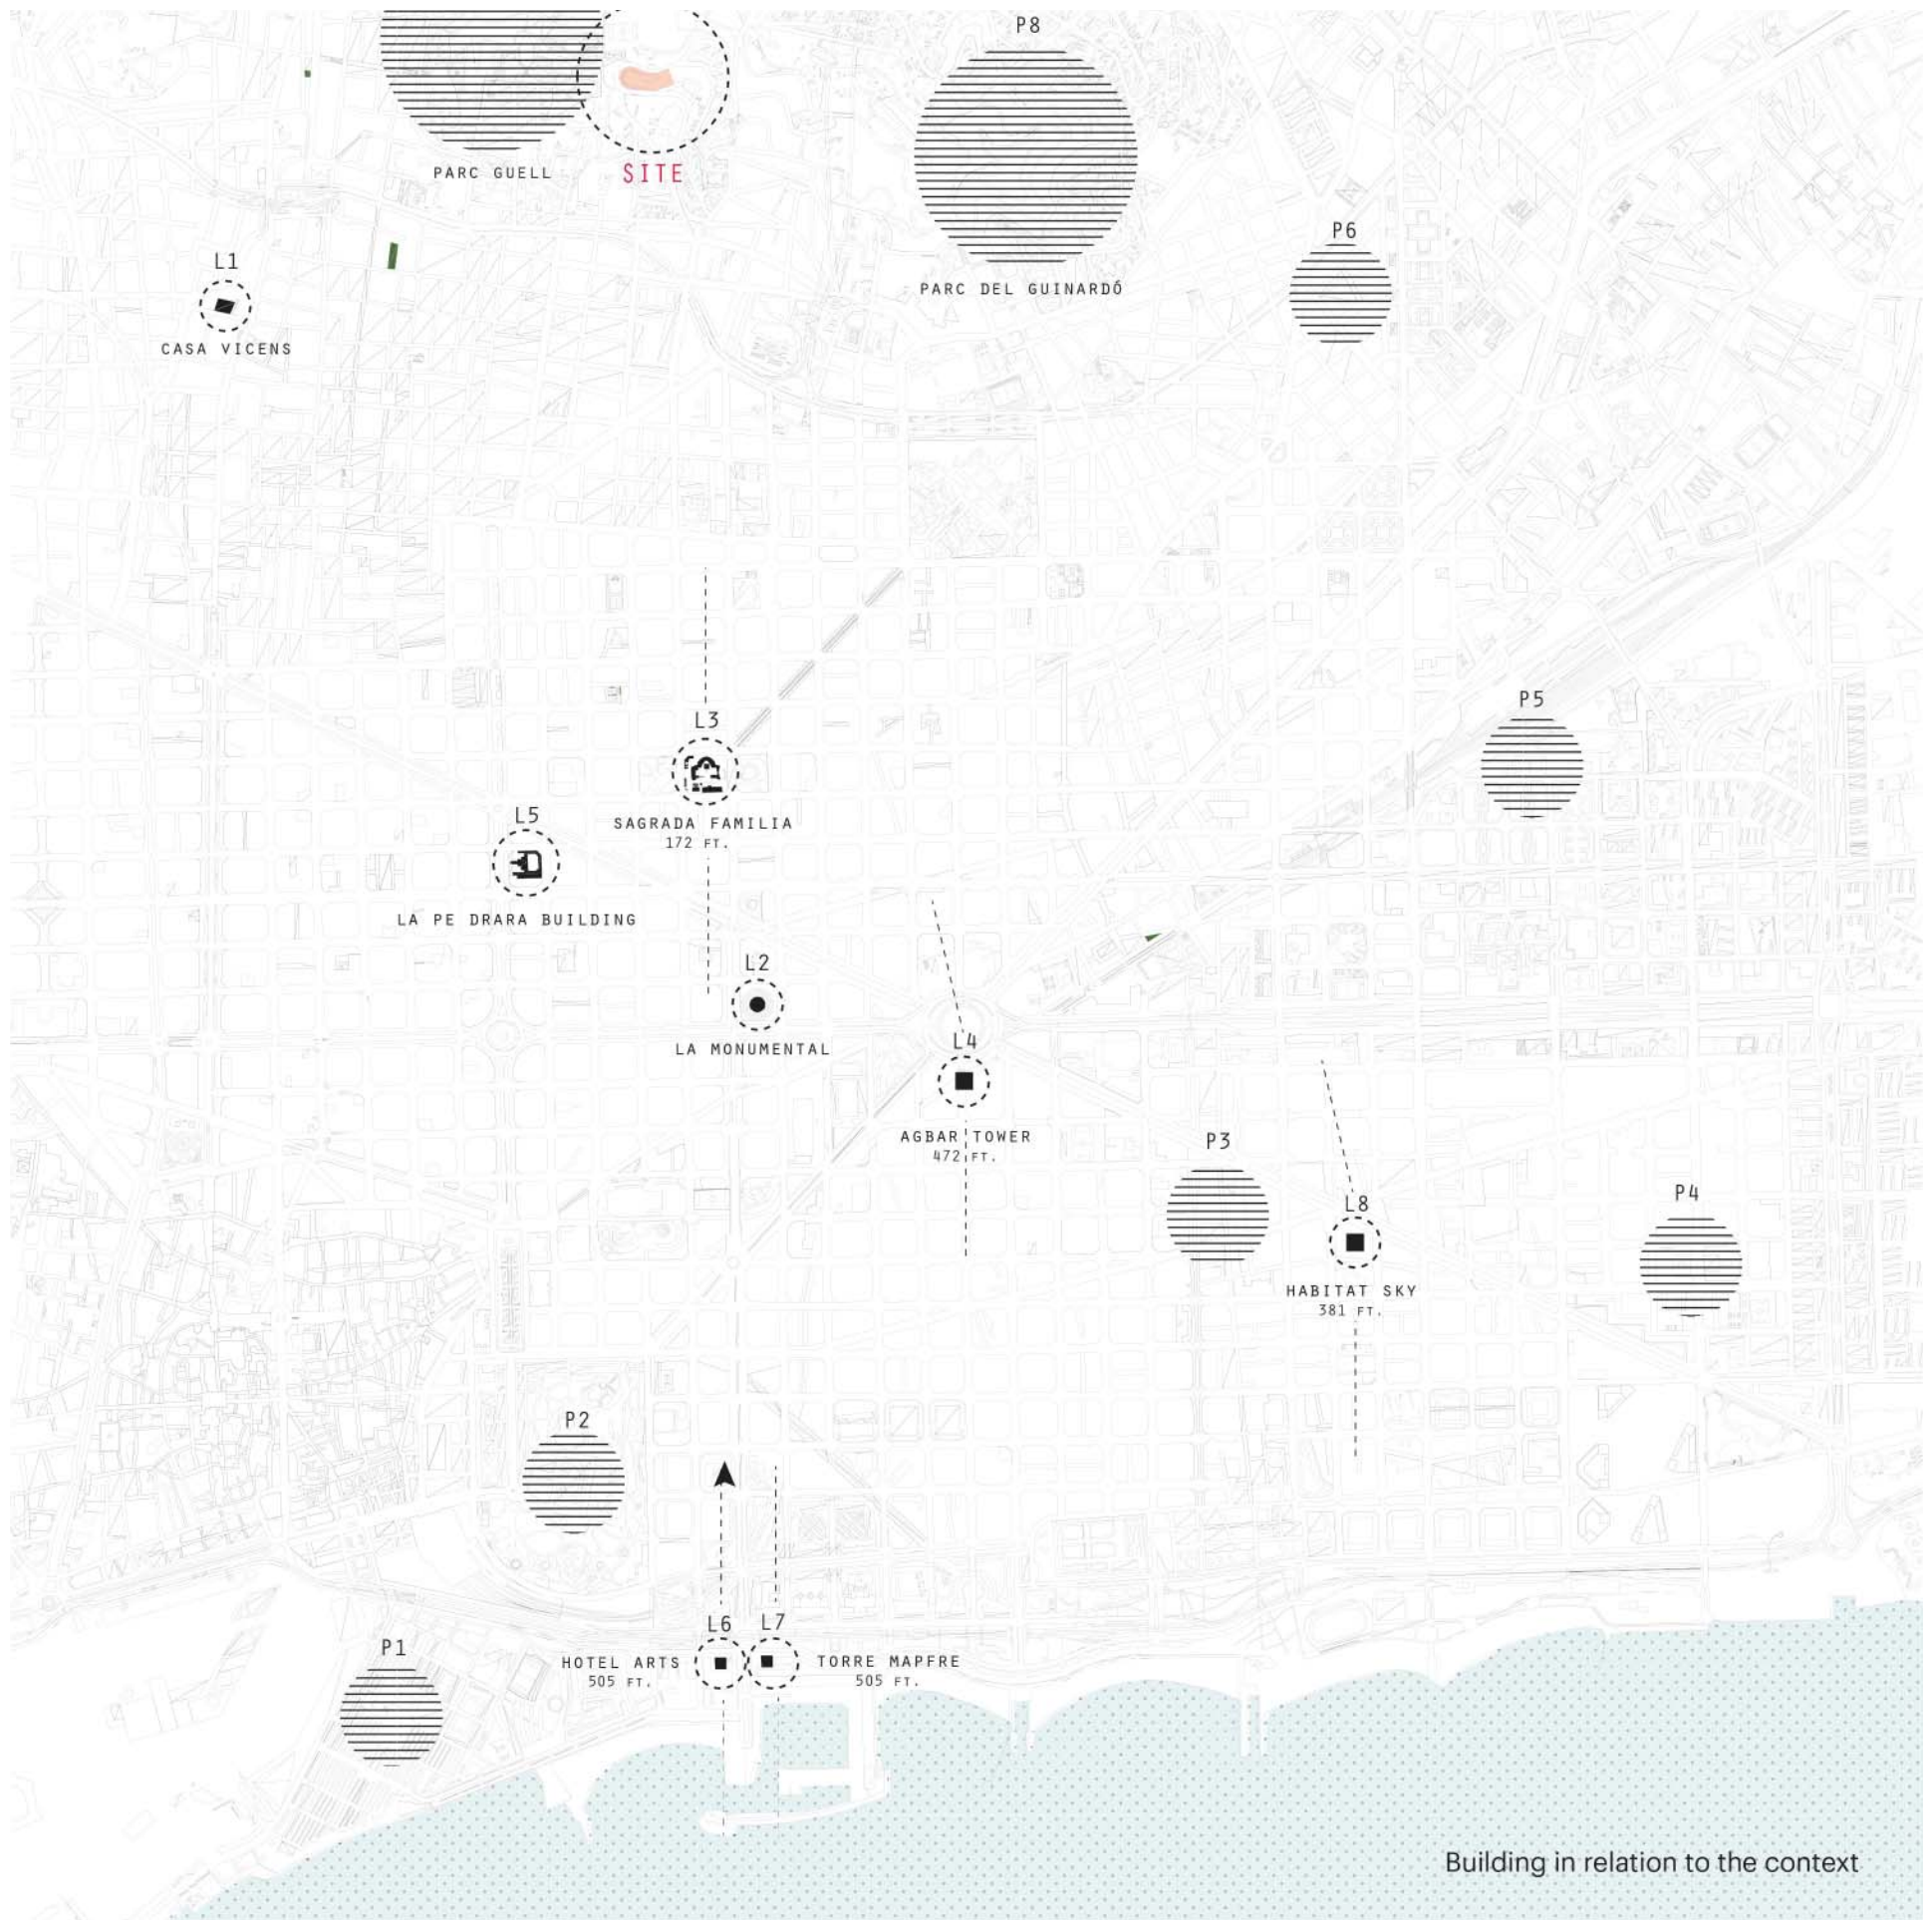 P8
PARC GUELL
SITE
P6
L1
PARC DEL GUINARDÓ
CASA VICENS
P5
L3
L5
SAGRADA FAMILIA
172 FT.
LA PE DRARA BUILDING
L2
LA MONUMENTAL
L4
AGBAR TOWER
472 FT.
P3
P4
L8
HABITAT SKY
381 FT.
P2
L6
L7
P1
HOTEL ARTS
505 FT.
TORRE MAPFRE
505 FT.
Building in relation to the context